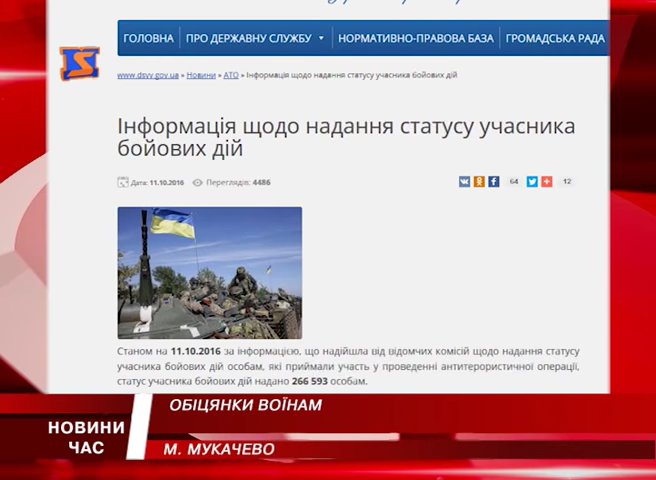 ГОЛОВНА ПРО ДЕРЖАВНУ СЛУЖБУ НОРМАТИВНО-ПРАВОВА БАЗА ГРОМАДСЬКА РАДА
www.dsvv.gov.ua » Новини » АТО » Інформація щодо надання статусу учасника бойових дій
Інформація щодо надання статусу учасника
бойових дій
Дата: 11.10.2016 Переглядів: 4486 64 12
Станом на 11.10.2016 за інформацією, що надійшла від відомчих комісій щодо надання статусу
учасника бойових дій особам, які приймали участь у проведенні антитерористичної операції,
статус учасника бойових дій надано 266 593 особам.
ОБІЦЯНКИ ВОЇНАМ
НОВИНИ
ЧАС
М. МУКАЧЕВО